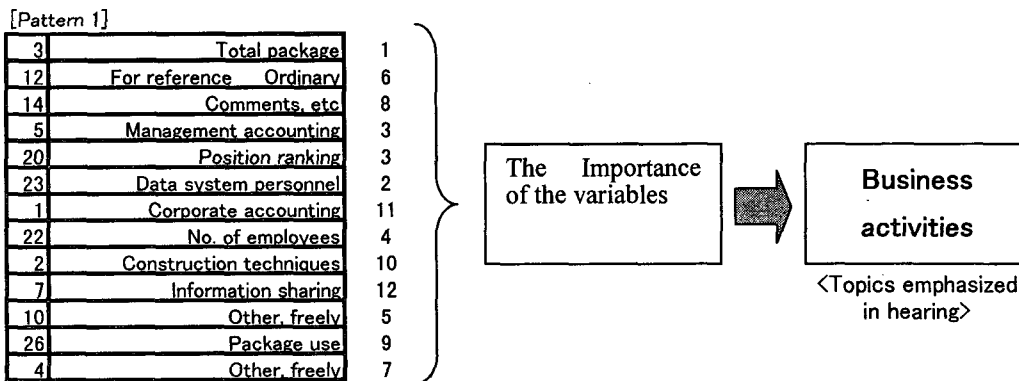 [Pattern 1]
3 Total package 1
12 For reference Ordinary 6
14 Comments, etc 8
5 Management accounting 3
20 Position ranking 3
23 Data system personnel 2
1 Corporate accounting 11
22 No. of employees 4
2 Construction techniques 10
7 Information sharing 12
10 Other, freely 5
26 Package use 9
4 Other, freely 7
The Importance
of the variables
Business
activities
<Topics emphasized
in hearing>